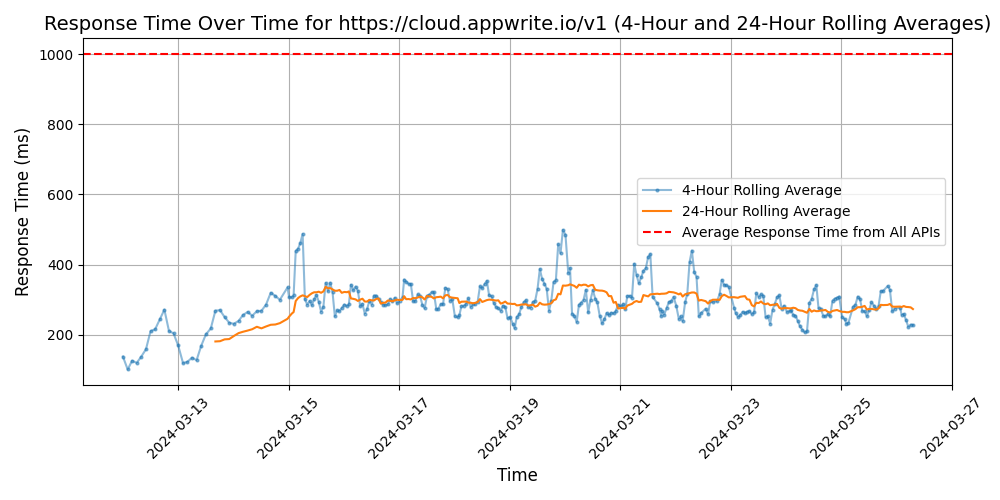 Response Time Over Time for https://cloud.appwrite.io/v1 (4-Hour and 24-Hour Rolling Averages)
Response Time (ms)
1000
800
600
400
200
4-Hour Rolling Average
24-Hour Rolling Average
Average Response Time from All APIs
2024-03-13
2024-03-15
2024-03-17
2024-03-19
2024-03-21
2024-03-23
2024-03-25
2024-03-27
Time